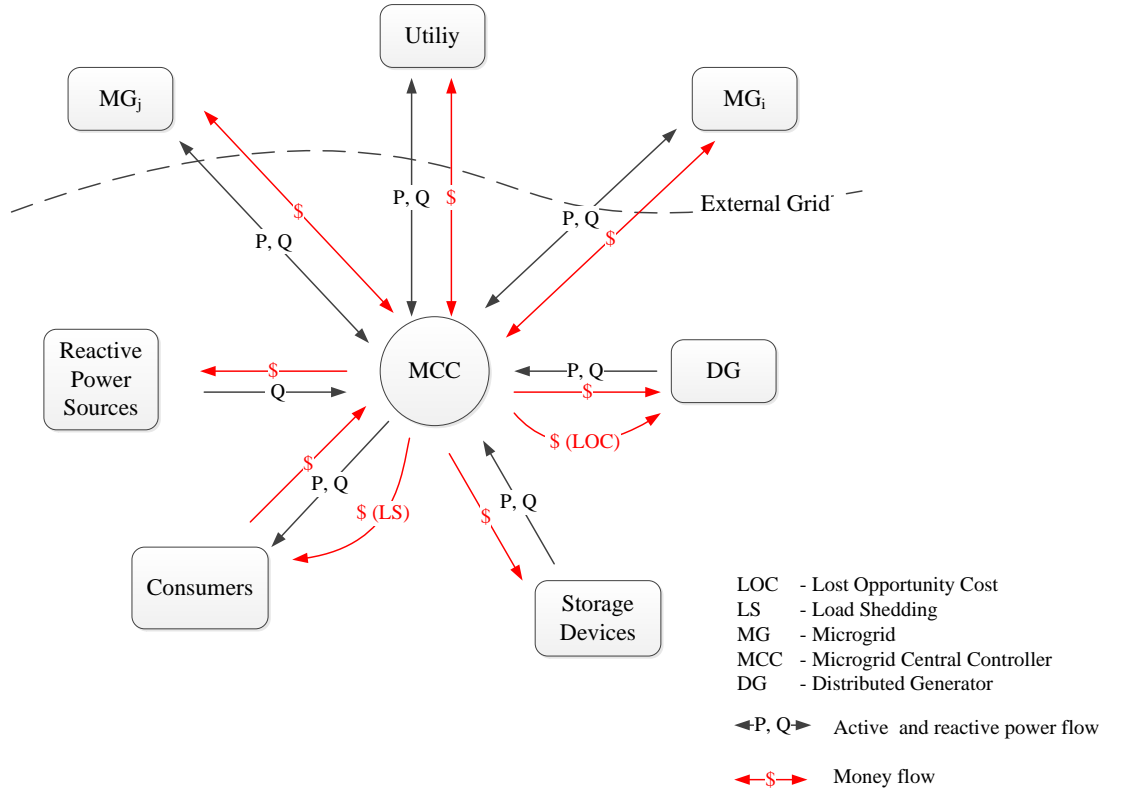 Utiliy
MGj
MGi
$
P, Q
P, Q
$
P, Q
$
External Grid
Reactive
Power
Sources
$
Q
MCC
P, Q
$
$ (LOC)
DG
$
P, Q
$ (LS)
$
P, Q
Consumers
Storage
Devices
LOC - Lost Opportunity Cost
LS - Load Shedding
MG - Microgrid
MCC - Microgrid Central Controller
DG - Distributed Generator
P, Q Active and reactive power flow
$ Money flow